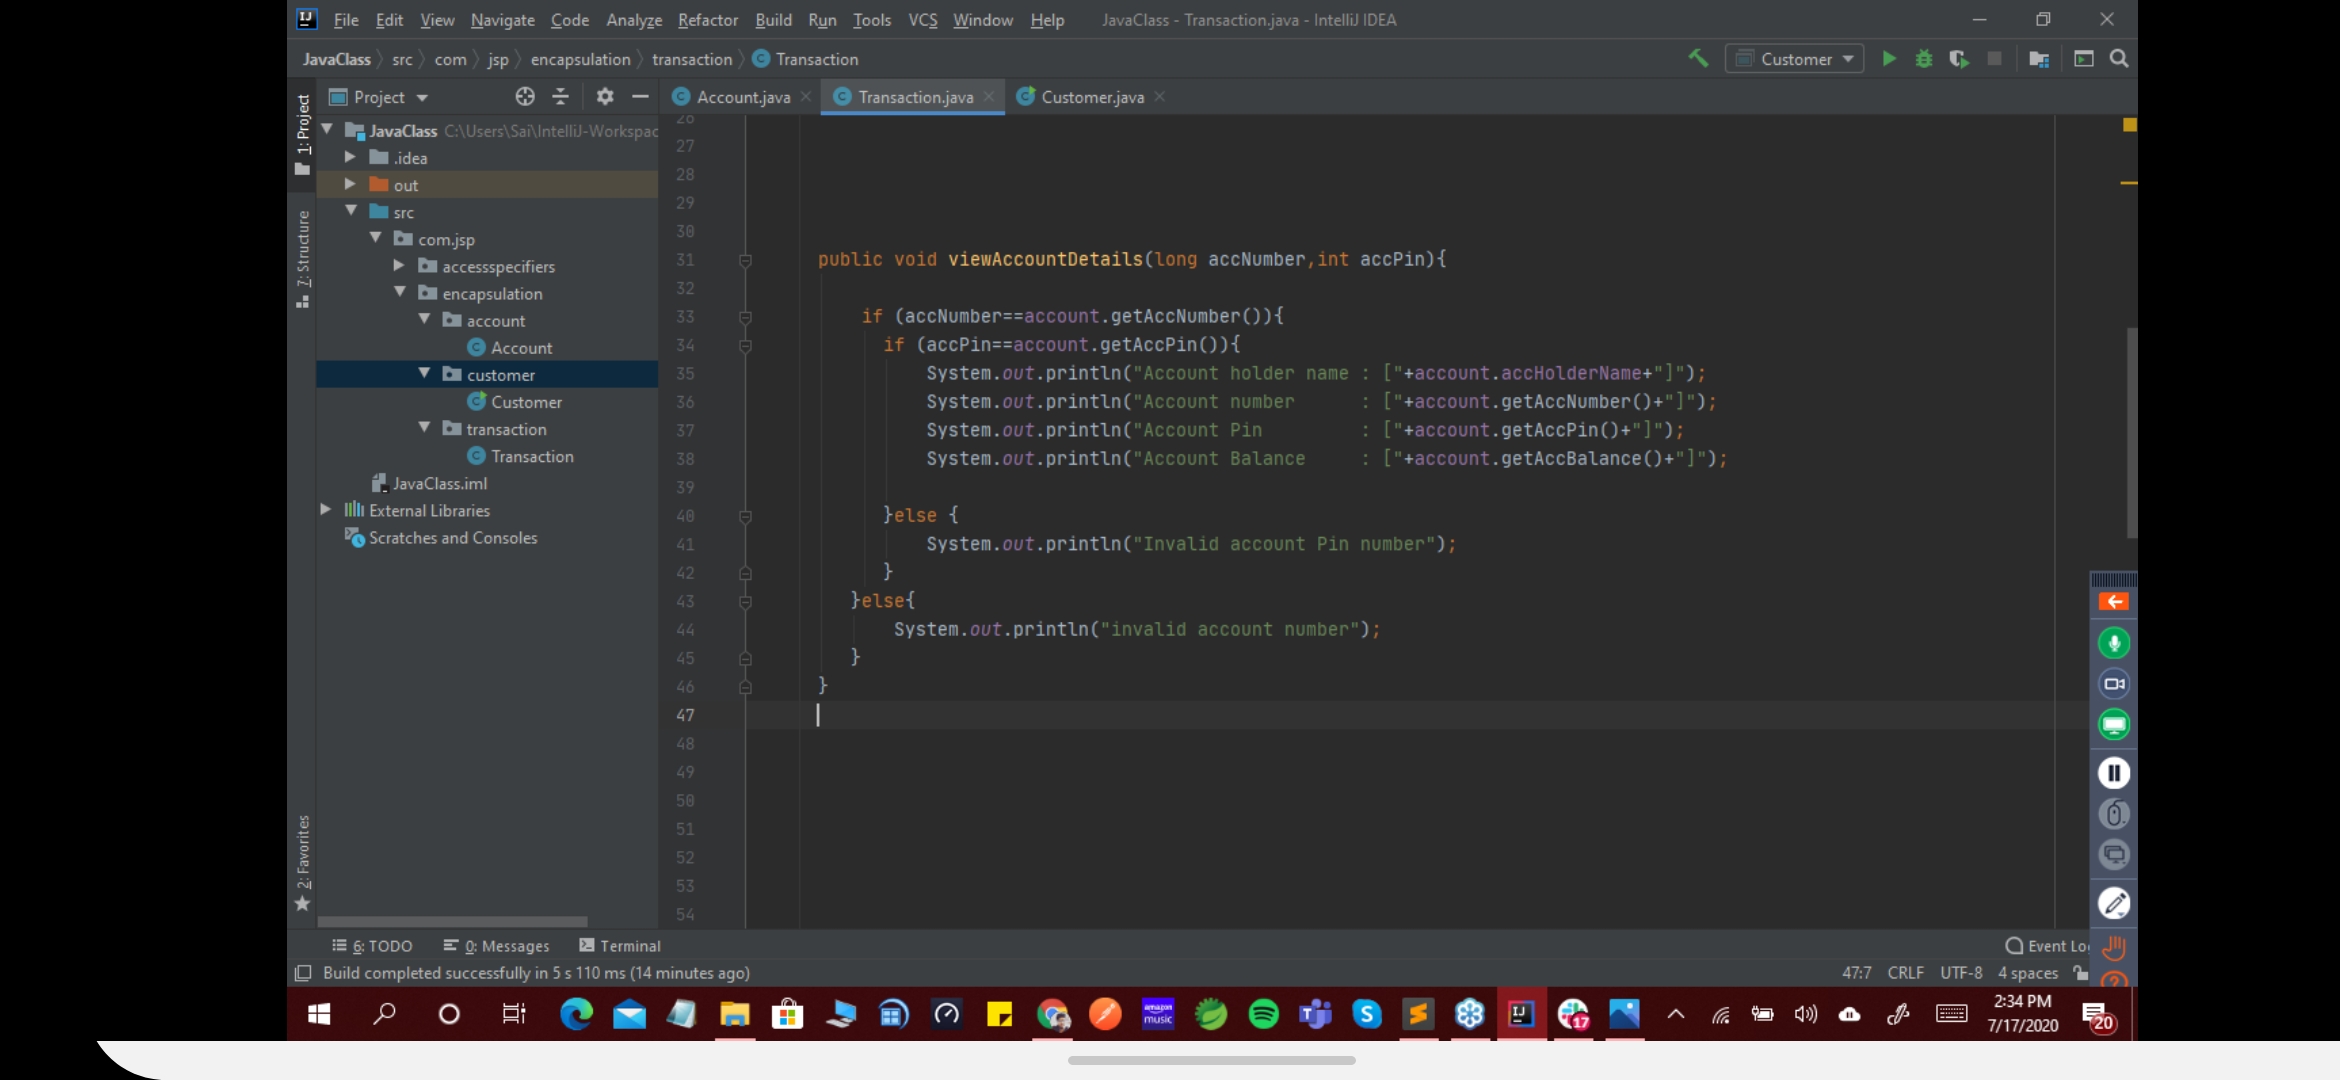 File Edit View Navigate Code Analyze Refactor Build Run Tools VCS Window Help JavaClass - Transaction.java - IntelliJ IDEA
JavaClass src com jsp encapsulation transaction Transaction Customer
Project Account.java Transaction.java Customer.java
1: Project
7: Structure
2: Favorites
JavaClass C:\Users\Sai\IntelliJ-Workspac
.idea
out
src
com.jsp
accessspecifiers
encapsulation
account
Account
customer
Customer
transaction
Transaction
JavaClass.iml
External Libraries
Scratches and Consoles
26
27
28
29
30
31 public void viewAccountDetails(long accNumber,int accPin){
32
33 if (accNumber==account.getAccNumber()){
34 if (accPin==account.getAccPin()){
35 System.out.println("Account holder name : ["+account.accHolderName+"]");
36 System.out.println("Account number      : ["+account.getAccNumber()+"]");
37 System.out.println("Account Pin         : ["+account.getAccPin()+"]");
38 System.out.println("Account Balance     : ["+account.getAccBalance()+"]");
39
40 }else {
41 System.out.println("Invalid account Pin number");
42 }
43 }else{
44 System.out.println("invalid account number");
45 }
46 }
47
48
49
50
51
52
53
54
6: TODO 0: Messages Terminal Event Lo
Build completed successfully in 5 s 110 ms (14 minutes ago) 47:7 CRLF UTF-8 4 spaces
amazon music
17
2:34 PM
7/17/2020
20